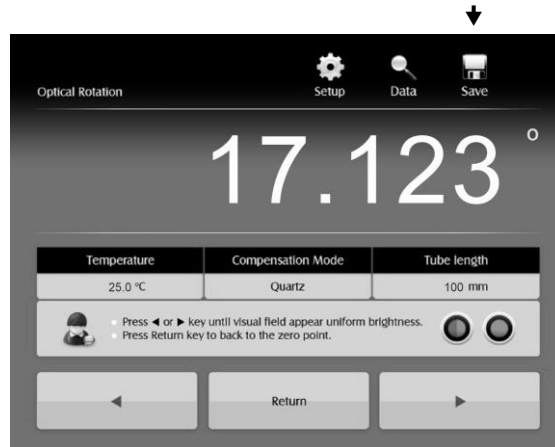 Optical Rotation
Setup
Data
Save
17.123 °
Temperature Compensation Mode Tube length
25.0 ℃ Quartz 100 mm
Press ◄ or ► key until visual field appear uniform brightness.
Press Return key to back to the zero point.
◄ Return ►